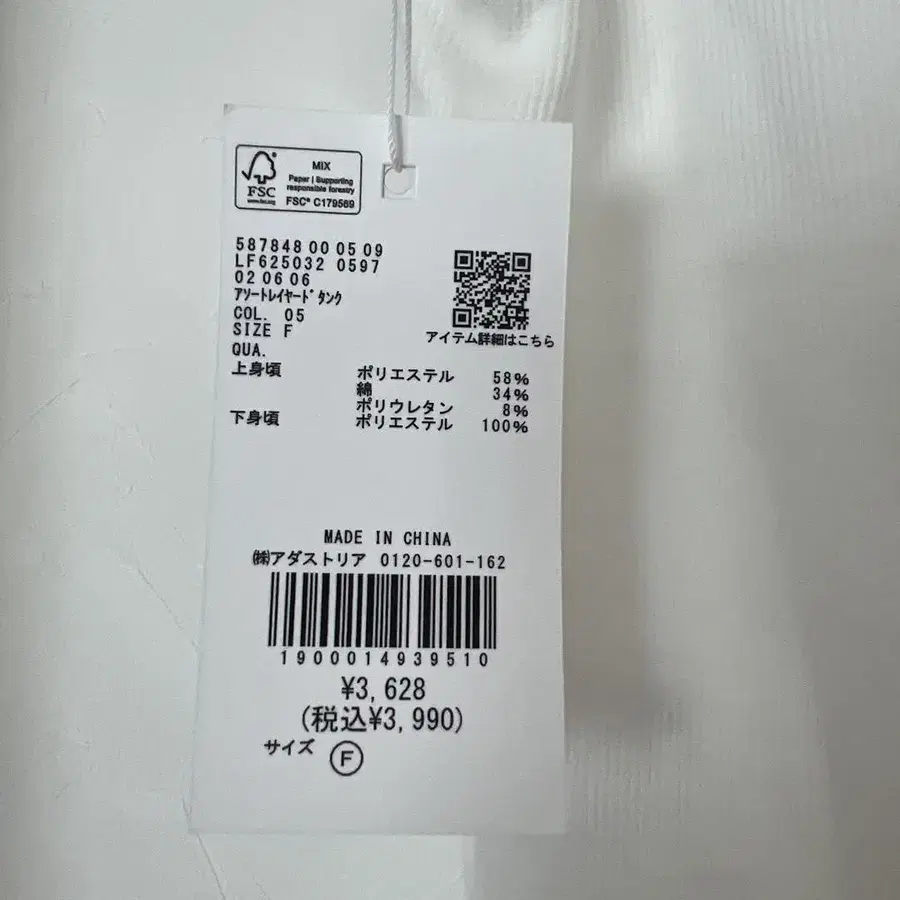 MIX
Paper | Supporting
responsible forestry
FSC® C179569
FSC
www.fsc.org
587848 00 05 09
LF625032 0597
02 06 06
アソートレイヤードタンク
COL. 05
SIZE F
QUA.
アイテム詳細はこちら
上身頃 ポリエステル 58%
綿 34%
ポリウレタン 8%
下身頃 ポリエステル 100%
MADE IN CHINA
㈱アダストリア 0120-601-162
1900014939510
¥3,628
(税込¥3,990)
サイズ Ⓕ